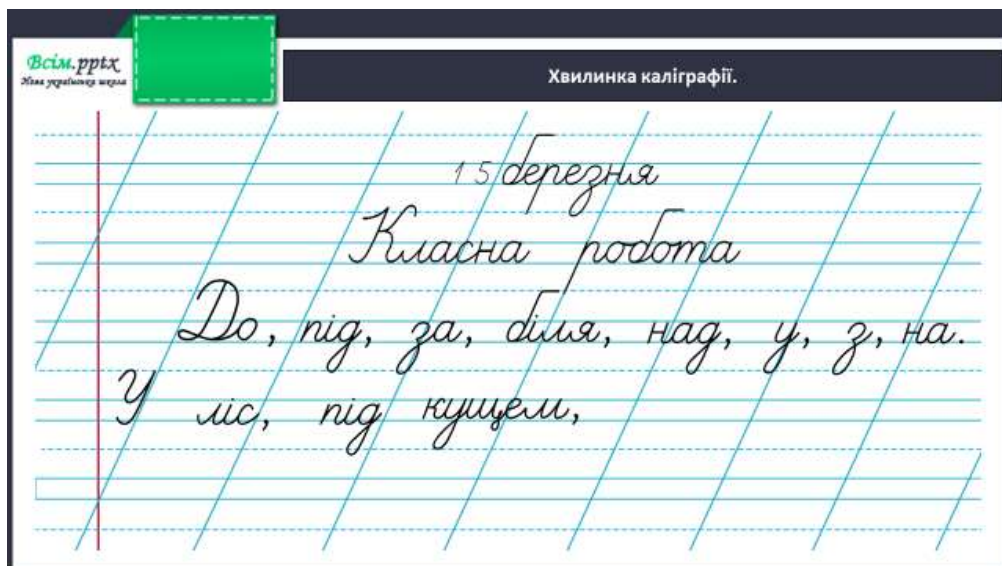 Всім.pptx
Нова українська школа
Хвилинка каліграфії.
15 березня
Класна робота
До, під, за, біля, над, у, з, на.
У ліс, під кущем,